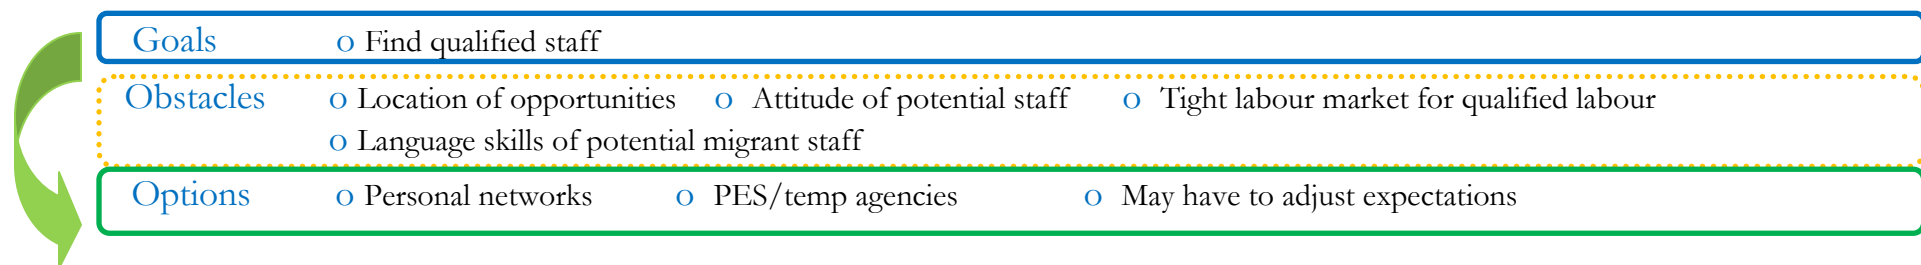 Goals o Find qualified staff
Obstacles o Location of opportunities o Attitude of potential staff o Tight labour market for qualified labour
o Language skills of potential migrant staff
Options o Personal networks o PES/temp agencies o May have to adjust expectations